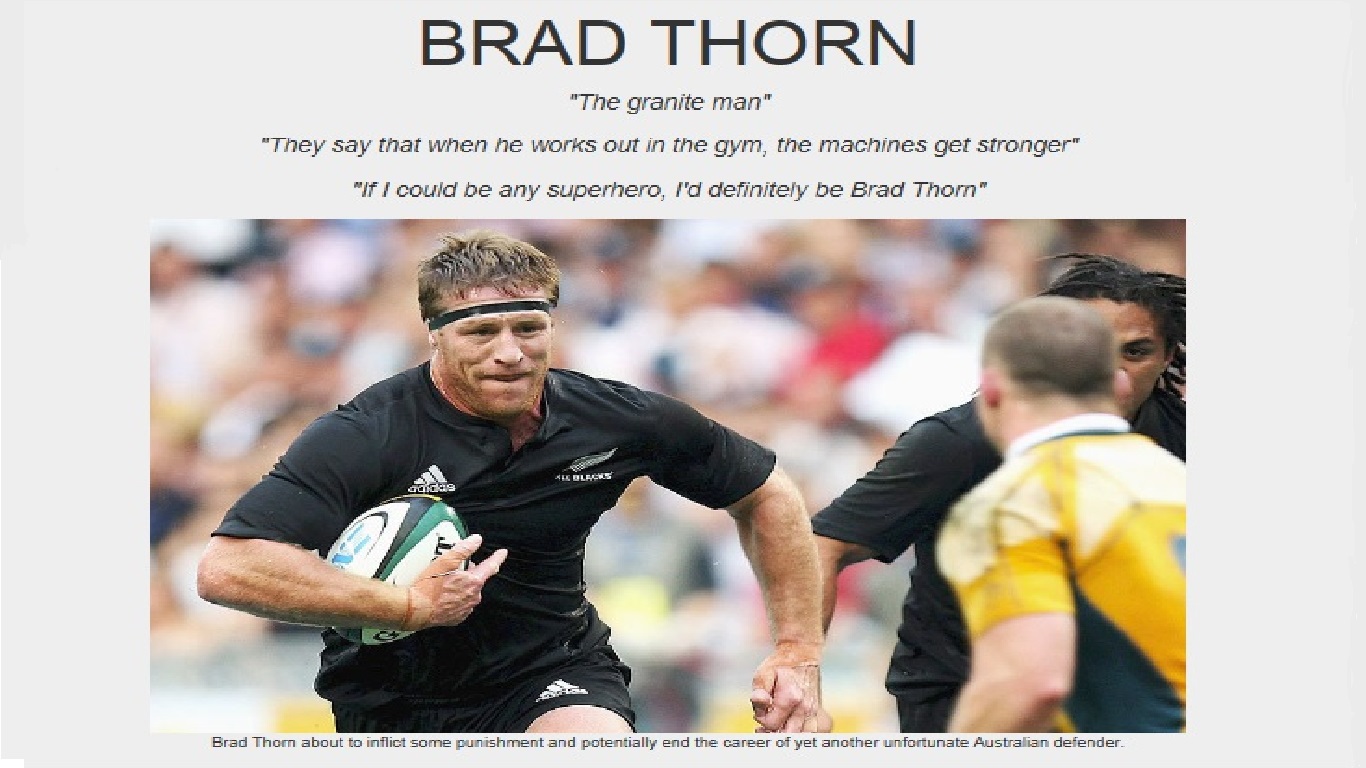 BRAD THORN
"The granite man"
"They say that when he works out in the gym, the machines get stronger"
"If I could be any superhero, I'd definitely be Brad Thorn"
adidas
ALL BLACKS
Brad Thorn about to inflict some punishment and potentially end the career of yet another unfortunate Australian defender.